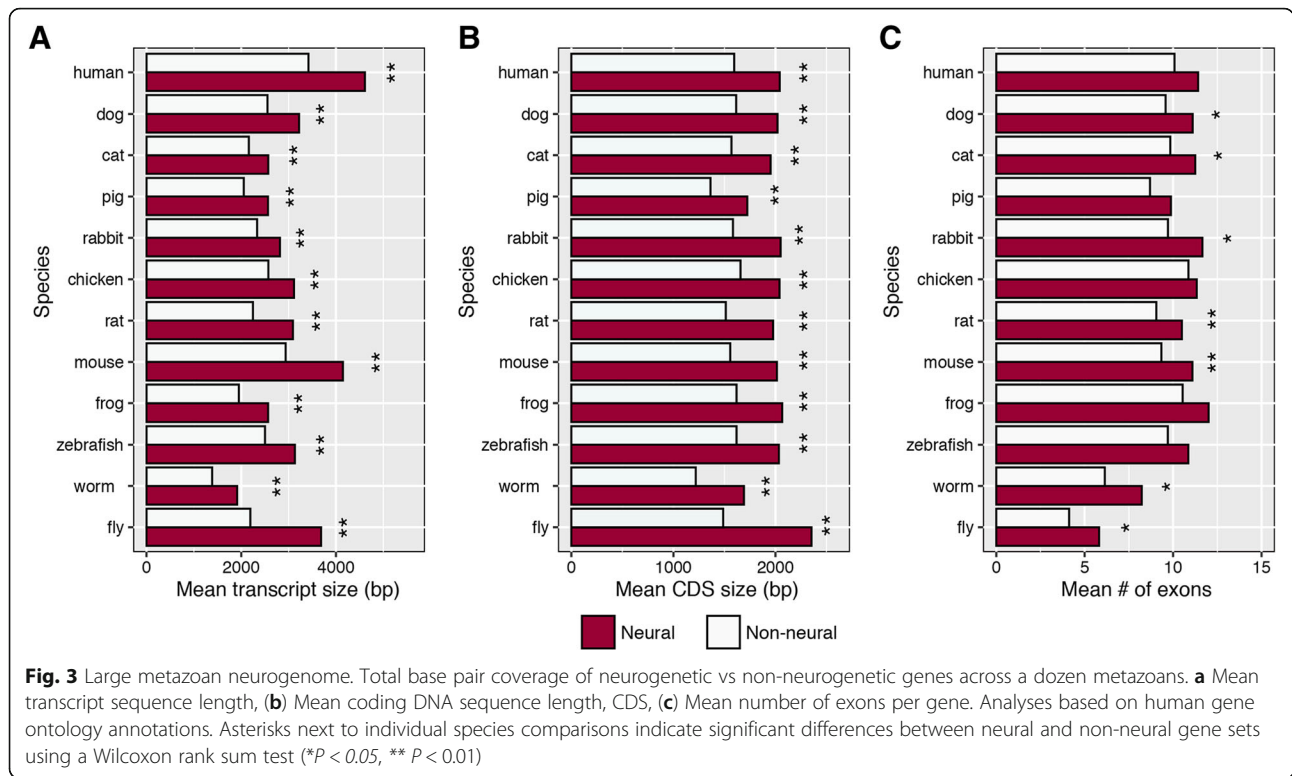 A
B
C
Species
human
dog
cat
pig
rabbit
chicken
rat
mouse
frog
zebrafish
worm
fly
**
**
**
**
**
**
**
**
**
**
**
**
0 2000 4000
Mean transcript size (bp)
Species
human
dog
cat
pig
rabbit
chicken
rat
mouse
frog
zebrafish
worm
fly
**
**
**
**
**
**
**
**
**
**
**
**
0 1000 2000
Mean CDS size (bp)
Species
human
dog
cat
pig
rabbit
chicken
rat
mouse
frog
zebrafish
worm
fly
*
*
*
**
**
*
*
0 5 10 15
Mean # of exons
Neural Non-neural
Fig. 3 Large metazoan neurogenome. Total base pair coverage of neurogenetic vs non-neurogenetic genes across a dozen metazoans. a Mean
transcript sequence length, (b) Mean coding DNA sequence length, CDS, (c) Mean number of exons per gene. Analyses based on human gene
ontology annotations. Asterisks next to individual species comparisons indicate significant differences between neural and non-neural gene sets
using a Wilcoxon rank sum test (*P < 0.05, ** P < 0.01)